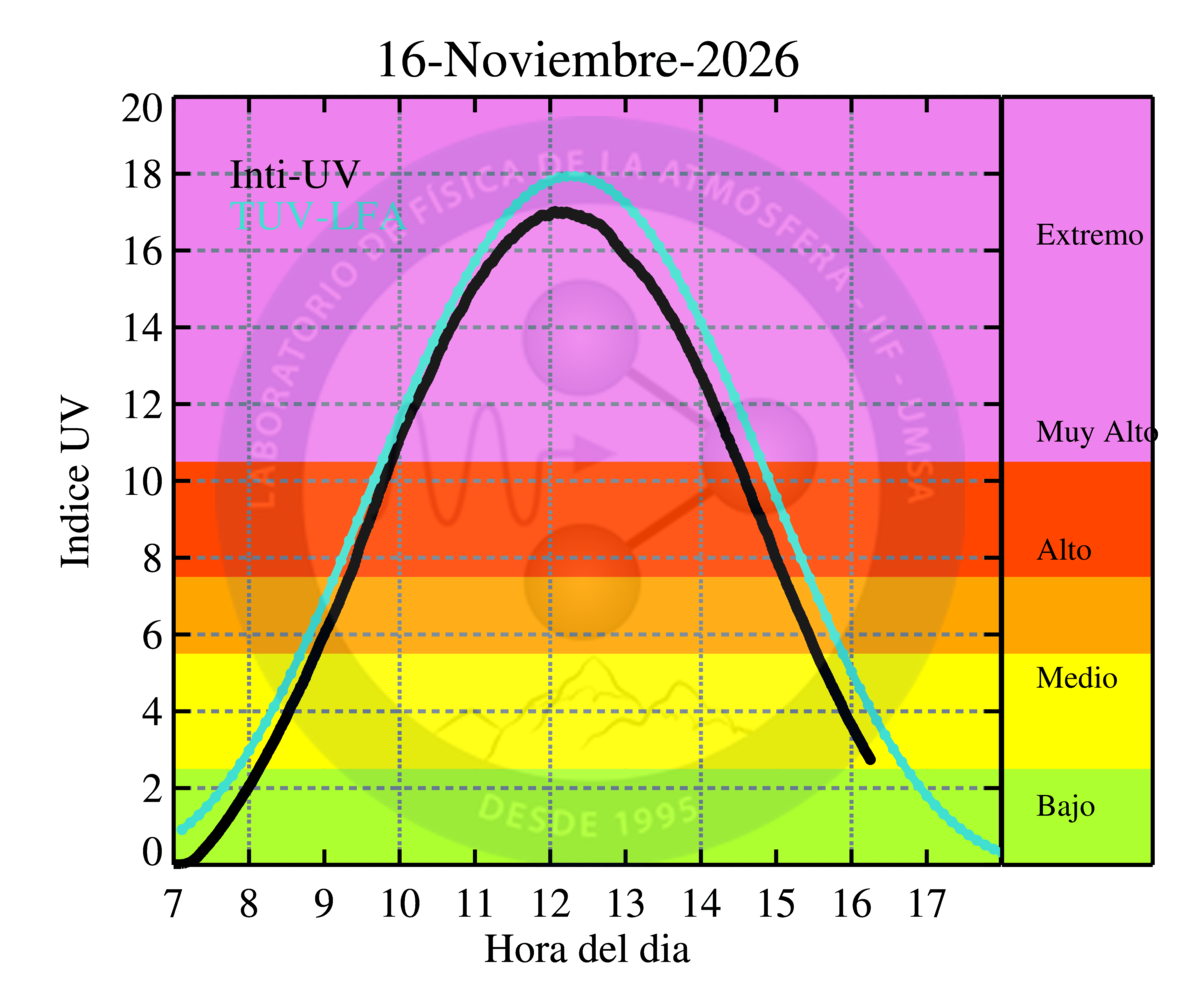 16-Noviembre-2026
20
18
16
14
12
10
8
6
4
2
0
Indice UV
Inti-UV
TUV-LFA
LABORATORIO DE FÍSICA DE LA ATMÓSFERA - IIF - UMSA
DESDE 1995
Extremo
Muy Alto
Alto
Medio
Bajo
7 8 9 10 11 12 13 14 15 16 17
Hora del dia